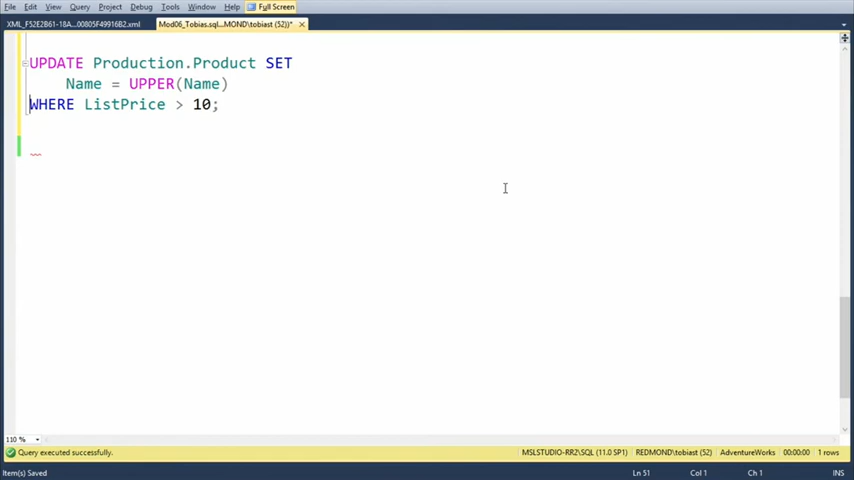 File Edit View Query Project Debug Tools Window Help Full Screen
XML_F52E2B61-18A...00805F49916B2.xml Mod06_Tobias.sql...MOND\tobiast (52))* ×
UPDATE Production.Product SET
Name = UPPER(Name)
WHERE ListPrice > 10;
110 %
Query executed successfully. MSLSTUDIO-RR2\SQL (11.0 SP1) REDMOND\tobiast (52) AdventureWorks 00:00:00 1 rows
Item(s) Saved Ln 51 Col 1 Ch 1 INS